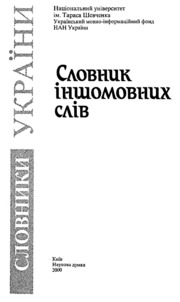 СЛОВНИКИ УКРАЇНИ
Національний університет
ім. Тараса Шевченка
Український мовно-інформаційний фонд
НАН України
Словник
іншомовних
слів
Київ
Наукова думка
2000